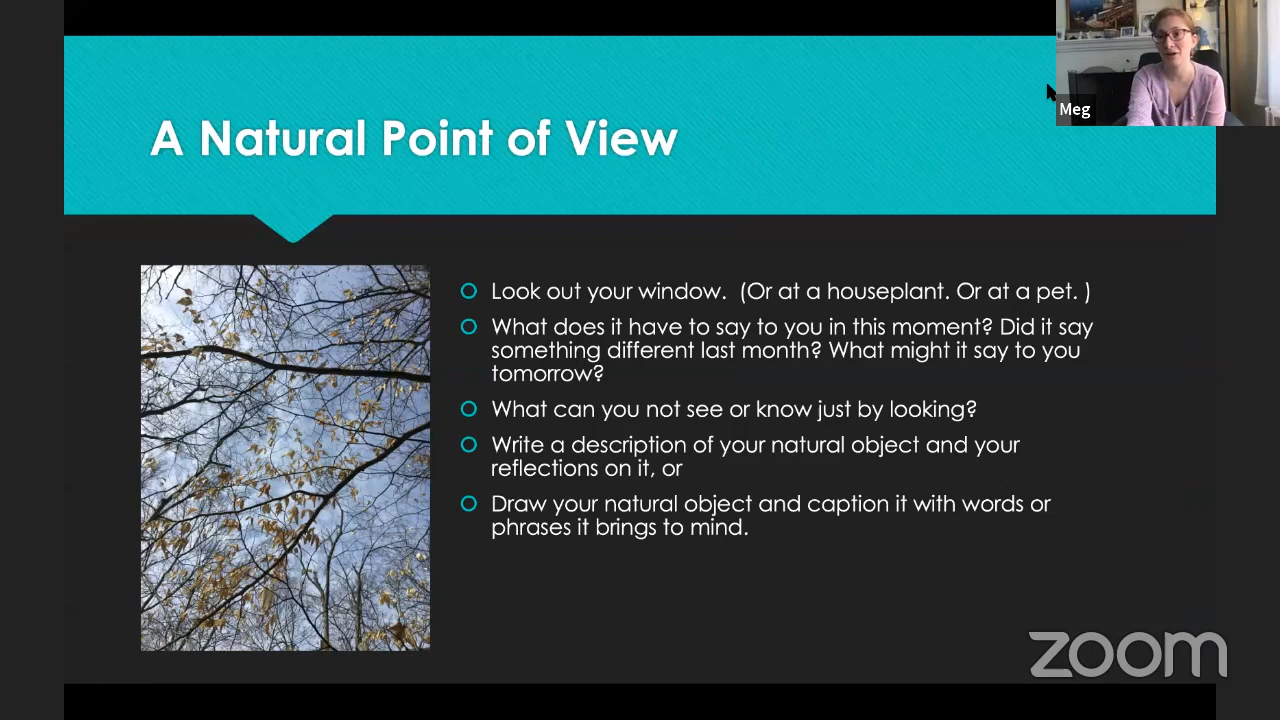 A Natural Point of View
Meg
Look out your window.  (Or at a houseplant. Or at a pet. )
What does it have to say to you in this moment? Did it say
something different last month? What might it say to you
tomorrow?
What can you not see or know just by looking?
Write a description of your natural object and your
reflections on it, or
Draw your natural object and caption it with words or
phrases it brings to mind.
zoom